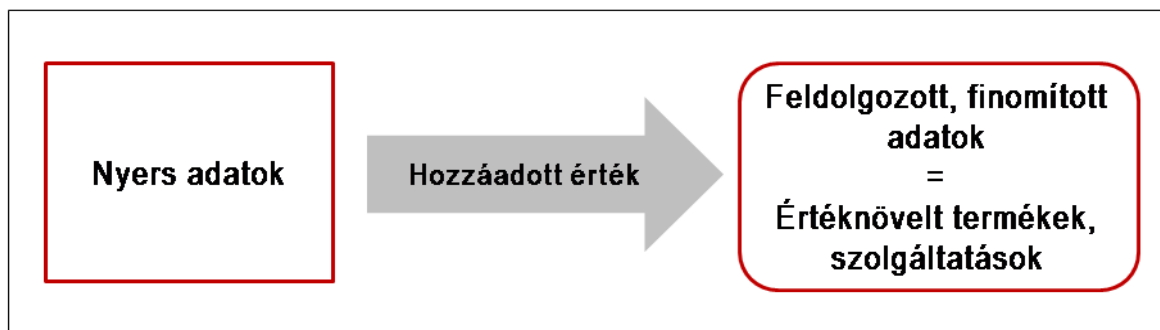 Nyers adatok
Hozzáadott érték
Feldolgozott, finomított
adatok
=
Értéknövelt termékek,
szolgáltatások